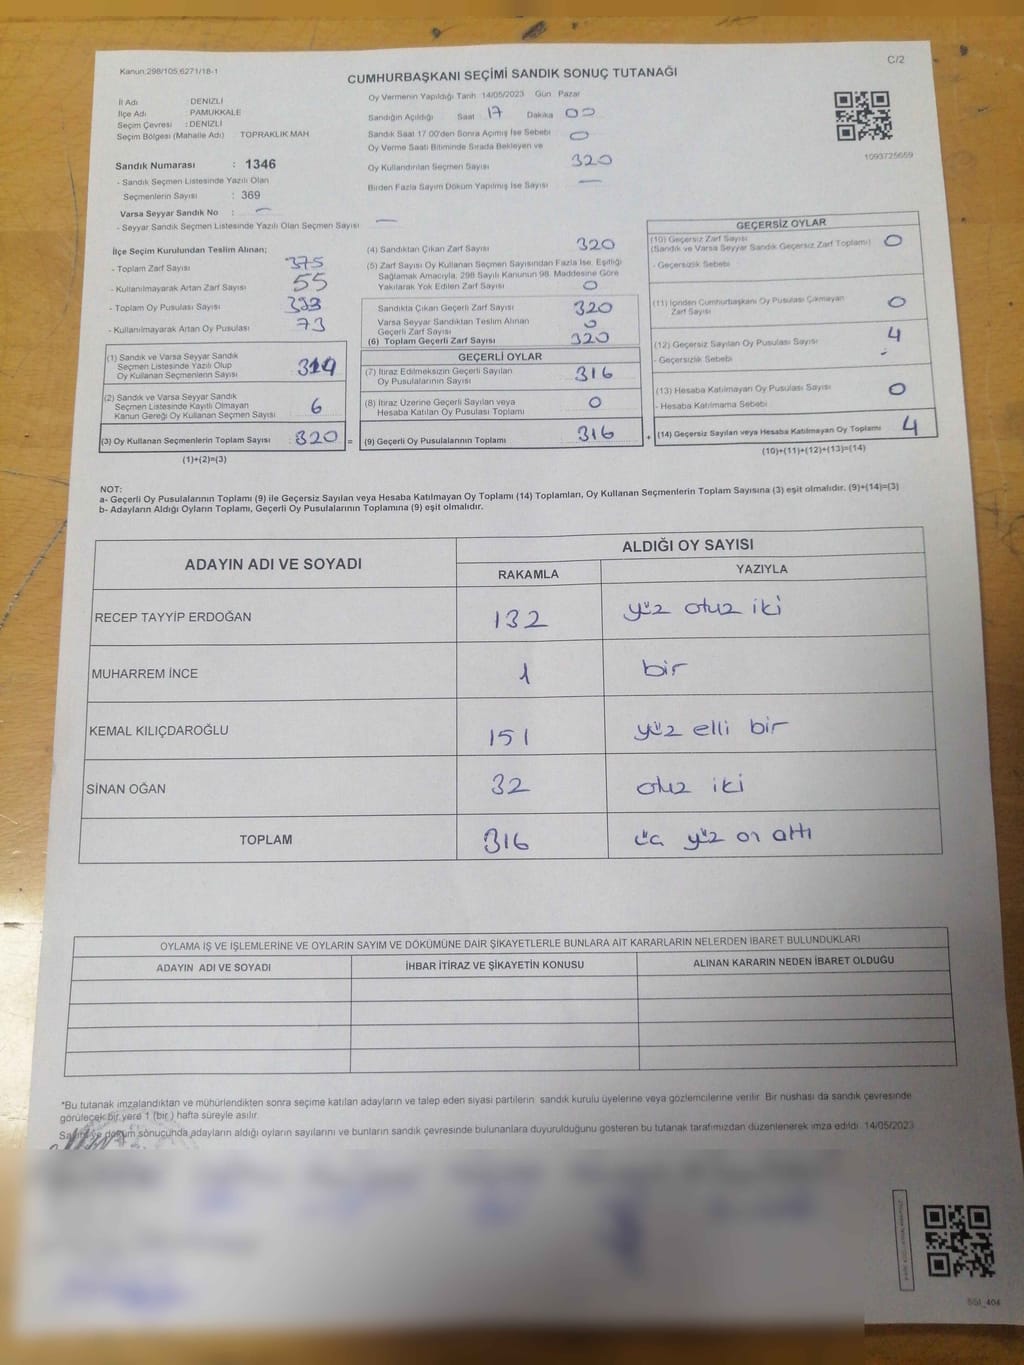 Kanun:298/105,6271/18-1
C/2
CUMHURBAŞKANI SEÇİMİ SANDIK SONUÇ TUTANAĞI
İl Adı : DENİZLİ
İlçe Adı : PAMUKKALE
Seçim Çevresi : DENİZLİ
Seçim Bölgesi (Mahalle Adı) : TOPRAKLIK MAH.
Sandık Numarası : 1346
- Sandık Seçmen Listesinde Yazılı Olan
Seçmenlerin Sayısı : 369
Varsa Seyyar Sandık No : —
- Seyyar Sandık Seçmen Listesinde Yazılı Olan Seçmen Sayısı —
Oy Vermenin Yapıldığı Tarih 14/05/2023 Gün Pazar
Sandığın Açıldığı Saat 17 Dakika 00
Sandık Saat 17:00'den Sonra Açılmış İse Sebebi 0
Oy Verme Saati Bitiminde Sırada Bekleyen ve
Oy Kullandırılan Seçmen Sayısı 320
Birden Fazla Sayım Döküm Yapılmış İse Sayısı —
1093725659
İlçe Seçim Kurulundan Teslim Alınan;
- Toplam Zarf Sayısı 375
- Kullanılmayarak Artan Zarf Sayısı 55
- Toplam Oy Pusulası Sayısı
- Kullanılmayarak Artan Oy Pusulası 73
(1) Sandık ve Varsa Seyyar Sandık
Seçmen Listesinde Yazılı Olup
Oy Kullanan Seçmenlerin Sayısı 314
(2) Sandık ve Varsa Seyyar Sandık
Seçmen Listesinde Kayıtlı Olmayan
Kanun Gereği Oy Kullanan Seçmen Sayısı 6
(3) Oy Kullanan Seçmenlerin Toplam Sayısı : 320 =
(1)+(2)=(3)
(4) Sandıktan Çıkan Zarf Sayısı 320
(5) Zarf Sayısı Oy Kullanan Seçmen Sayısından Fazla İse, Eşitliği
Sağlamak Amacıyla, 298 Sayılı Kanunun 98. Maddesine Göre
Yakılarak Yok Edilen Zarf Sayısı 0
Sandıkta Çıkan Geçerli Zarf Sayısı 320
Varsa Seyyar Sandıktan Teslim Alınan
Geçerli Zarf Sayısı 0
(6) Toplam Geçerli Zarf Sayısı 320
GEÇERLİ OYLAR
(7) İtiraz Edilmeksizin Geçerli Sayılan
Oy Pusulalarının Sayısı 316
(8) İtiraz Üzerine Geçerli Sayılan veya
Hesaba Katılan Oy Pusulası Toplamı 0
(9) Geçerli Oy Pusulalarının Toplamı 316 +
GEÇERSİZ OYLAR
(10) Geçersiz Zarf Sayısı
(Sandık ve Varsa Seyyar Sandık Geçersiz Zarf Toplamı) 0
- Geçersizlik Sebebi
(11) İçinden Cumhurbaşkanı Oy Pusulası Çıkmayan
Zarf Sayısı 0
(12) Geçersiz Sayılan Oy Pusulası Sayısı 4
- Geçersizlik Sebebi
(13) Hesaba Katılmayan Oy Pusulası Sayısı 0
- Hesaba Katılmama Sebebi
(14) Geçersiz Sayılan veya Hesaba Katılmayan Oy Toplamı 4
(10)+(11)+(12)+(13)=(14)
NOT:
a- Geçerli Oy Pusulalarının Toplamı (9) ile Geçersiz Sayılan veya Hesaba Katılmayan Oy Toplamı (14) Toplamları, Oy Kullanan Seçmenlerin Toplam Sayısına (3) eşit olmalıdır. (9)+(14)=(3)
b- Adayların Aldığı Oyların Toplamı, Geçerli Oy Pusulalarının Toplamına (9) eşit olmalıdır.
ADAYIN ADI VE SOYADI ALDIĞI OY SAYISI
RAKAMLA YAZIYLA
RECEP TAYYİP ERDOĞAN 132 yüz otuz iki
MUHARREM İNCE 1 bir
KEMAL KILIÇDAROĞLU 151 yüz elli bir
SİNAN OĞAN 32 otuz iki
TOPLAM 316 üç yüz on altı
OYLAMA İŞ VE İŞLEMLERİNE VE OYLARIN SAYIM VE DÖKÜMÜNE DAİR ŞİKAYETLERLE BUNLARA AİT KARARLARIN NELERDEN İBARET BULUNDUKLARI
ADAYIN ADI VE SOYADI İHBAR İTİRAZ VE ŞİKAYETİN KONUSU ALINAN KARARIN NEDEN İBARET OLDUĞU
*Bu tutanak imzalandıktan ve mühürlendikten sonra seçime katılan adayların ve talep eden siyasi partilerin sandık kurulu üyelerine veya gözlemcilerine verilir. Bir nüshası da sandık çevresinde
görülecek bir yere 1 (bir ) hafta süreyle asılır.
Sayım ve döküm sonucunda adayların aldığı oyların sayılarını ve bunların sandık çevresinde bulunanlara duyurulduğunu gösteren bu tutanak tarafımızdan düzenlenerek imza edildi. 14/05/2023